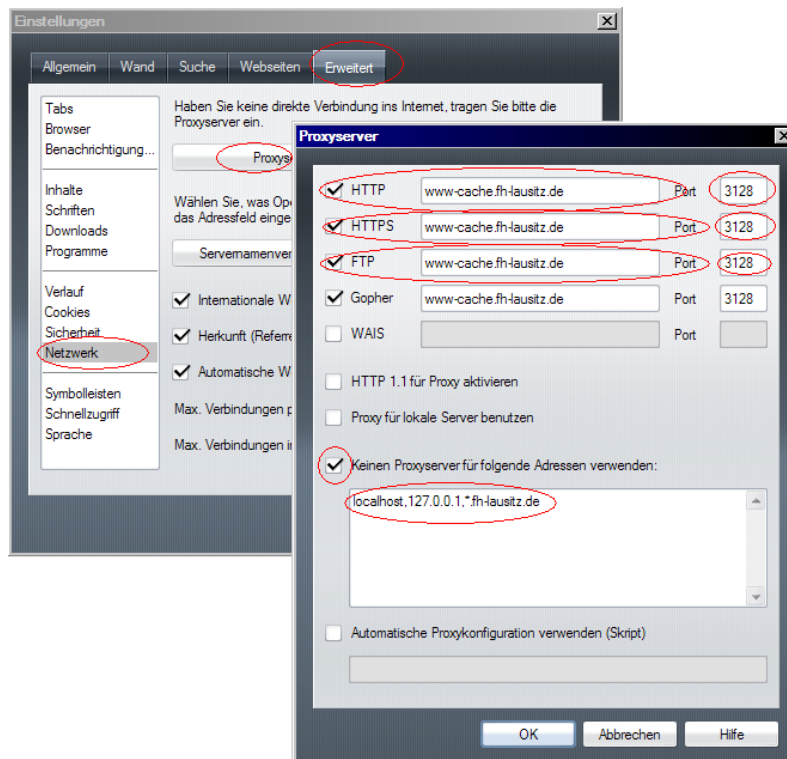 Einstellungen
Allgemein Wand Suche Webseiten Erweitert
Tabs
Browser
Benachrichtigung...
Inhalte
Schriften
Downloads
Programme
Verlauf
Cookies
Sicherheit
Netzwerk
Symbolleisten
Schnellzugriff
Sprache
Haben Sie keine direkte Verbindung ins Internet, tragen Sie bitte die
Proxyserver ein.
Proxys
Wählen Sie, was Op
das Adressfeld einge
Servernamenver
Internationale W
Herkunft (Referre
Automatische W
Max. Verbindungen p
Max. Verbindungen i
Proxyserver
HTTP www-cache.fh-lausitz.de Port 3128
HTTPS www-cache.fh-lausitz.de Port 3128
FTP www-cache.fh-lausitz.de Port 3128
Gopher www-cache.fh-lausitz.de Port 3128
WAIS Port
HTTP 1.1 für Proxy aktivieren
Proxy für lokale Server benutzen
Keinen Proxyserver für folgende Adressen verwenden:
localhost,127.0.0.1,*.fh-lausitz.de
Automatische Proxykonfiguration verwenden (Skript)
OK Abbrechen Hilfe